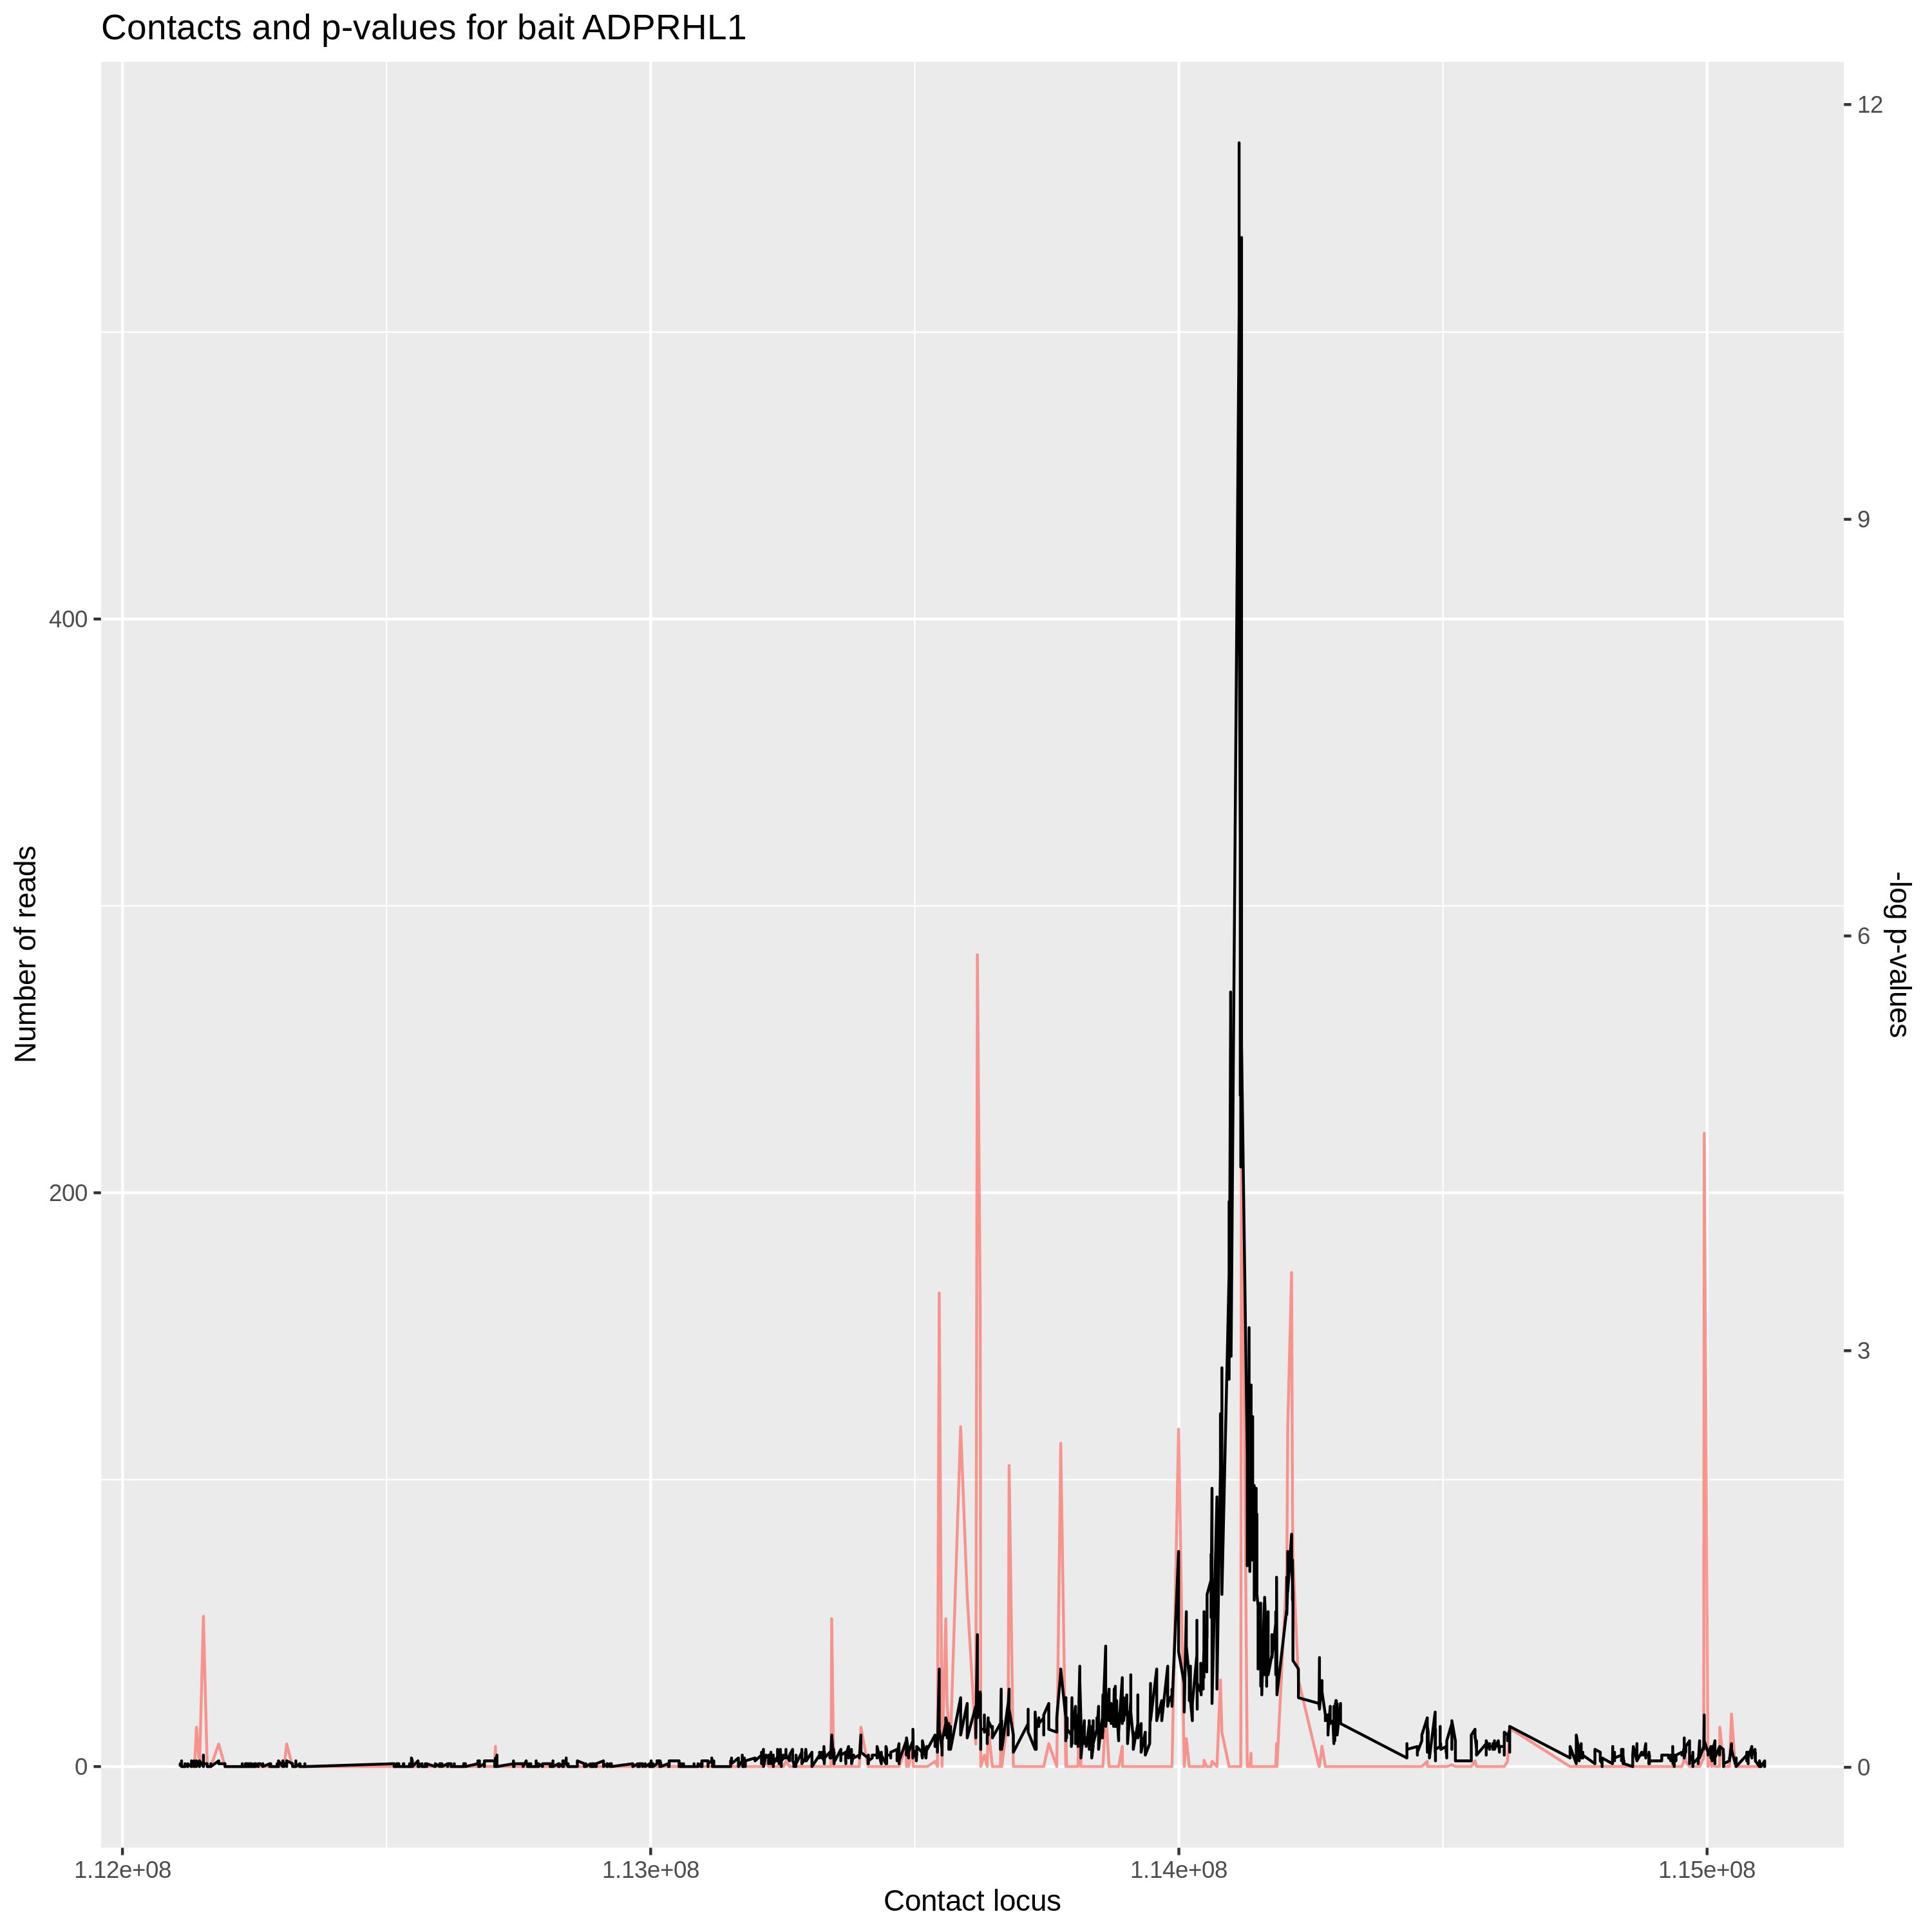 Contacts and p-values for bait ADPRHL1
12
9
400
Number of reads
-log p-values
6
200
3
0
0
1.12e+08
1.13e+08
1.14e+08
1.15e+08
Contact locus